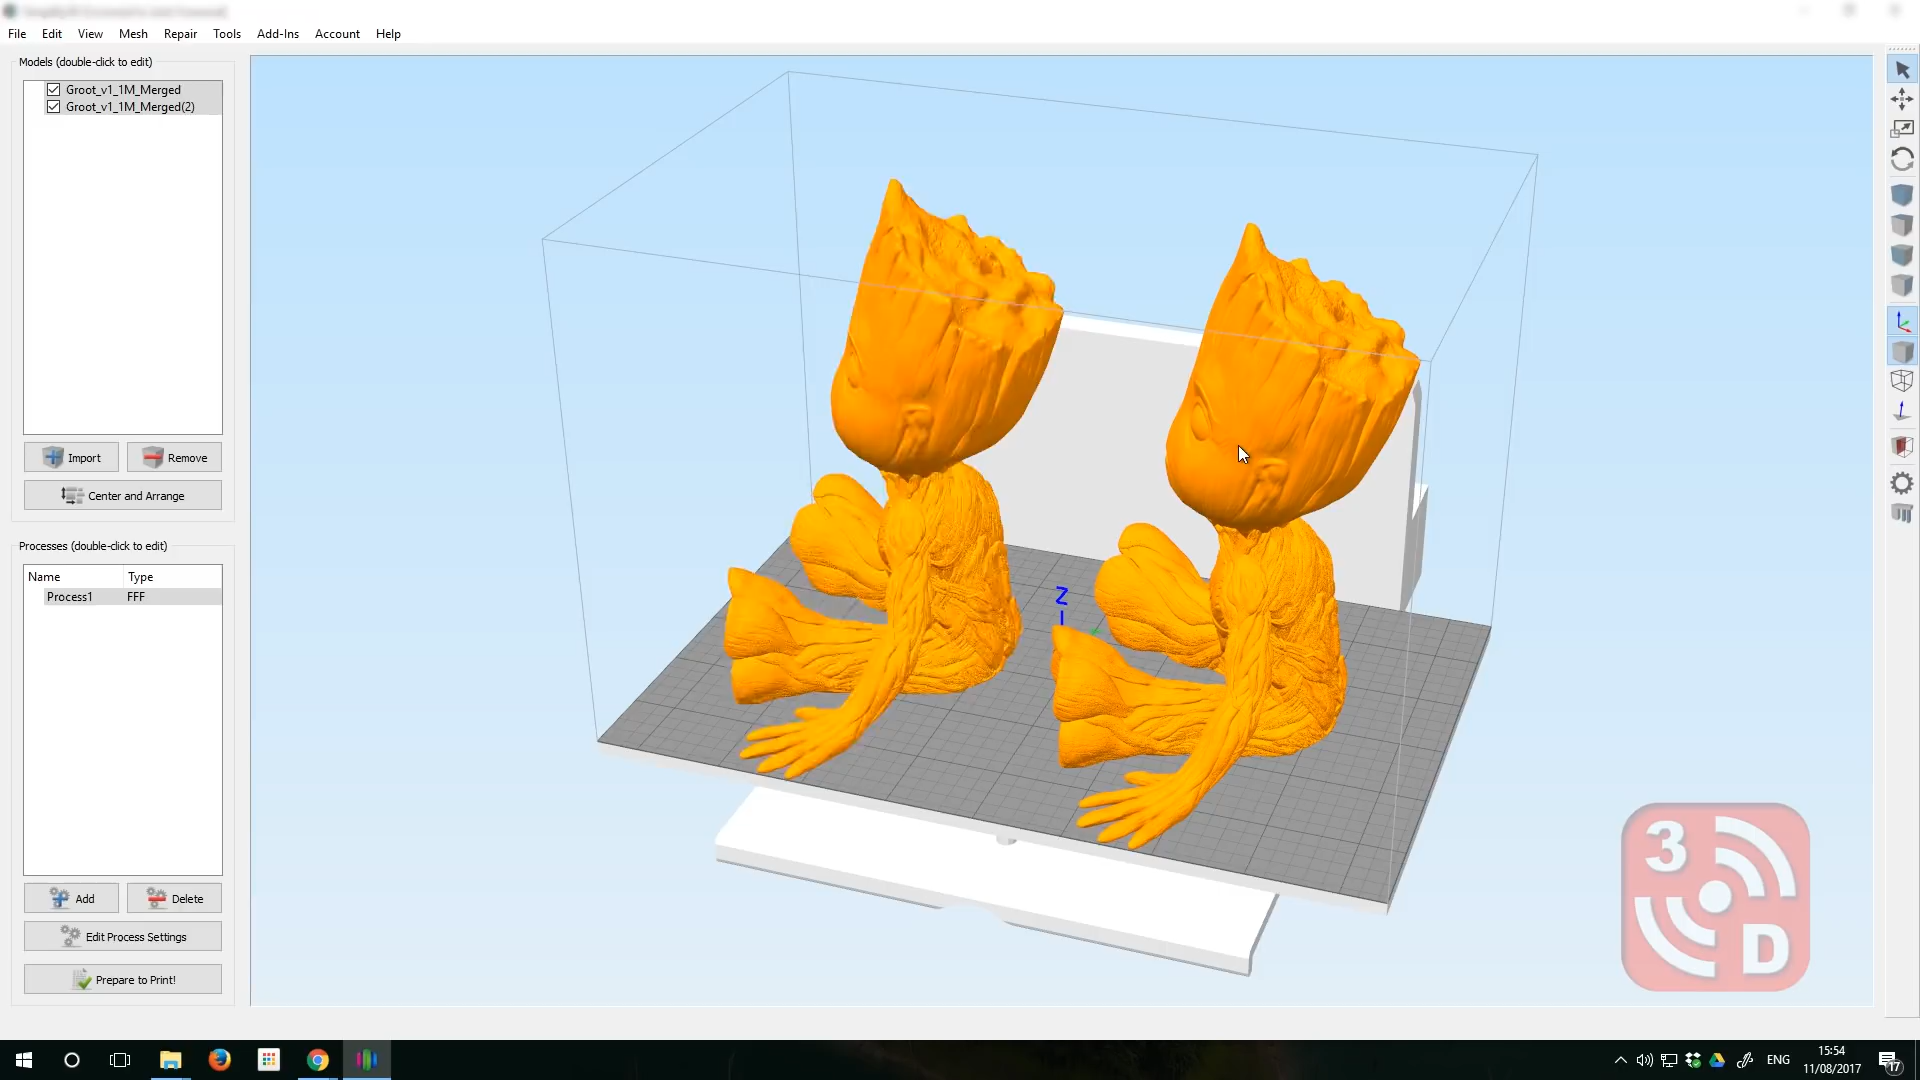 File Edit View Mesh Repair Tools Add-Ins Account Help
Models (double-click to edit)
Groot_v1_1M_Merged
Groot_v1_1M_Merged(2)
Import Remove
Center and Arrange
Processes (double-click to edit)
Name Type
Process1 FFF
Add Delete
Edit Process Settings
Prepare to Print!
Z
3
D
ENG
15:54
11/08/2017
17